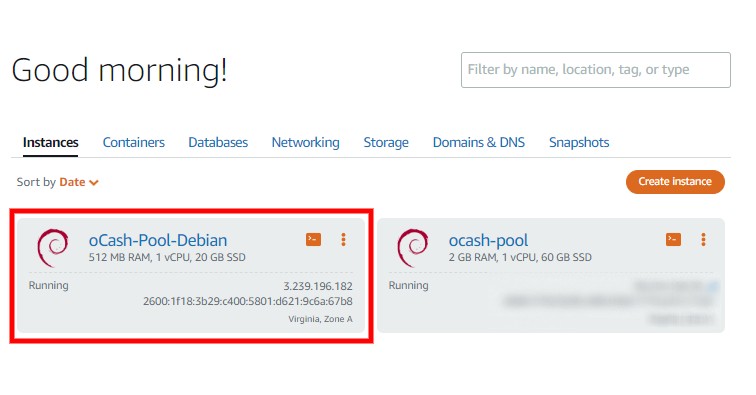 Good morning!
Filter by name, location, tag, or type
Instances Containers Databases Networking Storage Domains & DNS Snapshots
Sort by Date
Create instance
oCash-Pool-Debian
512 MB RAM, 1 vCPU, 20 GB SSD
Running
3.239.196.182
2600:1f18:3b29:c400:5801:d621:9c6a:67b8
Virginia, Zone A
ocash-pool
2 GB RAM, 1 vCPU, 60 GB SSD
Running